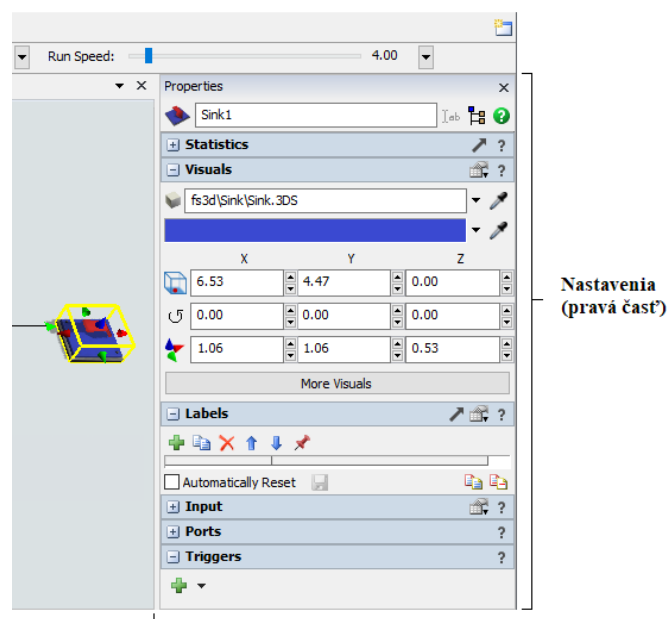 Run Speed: 4.00
Properties
Sink1
Statistics
Visuals
fs3d\Sink\Sink.3DS
X Y Z
6.53 4.47 0.00
0.00 0.00 0.00
1.06 1.06 0.53
More Visuals
Labels
Automatically Reset
Input
Ports
Triggers
Nastavenia
(pravá časť)